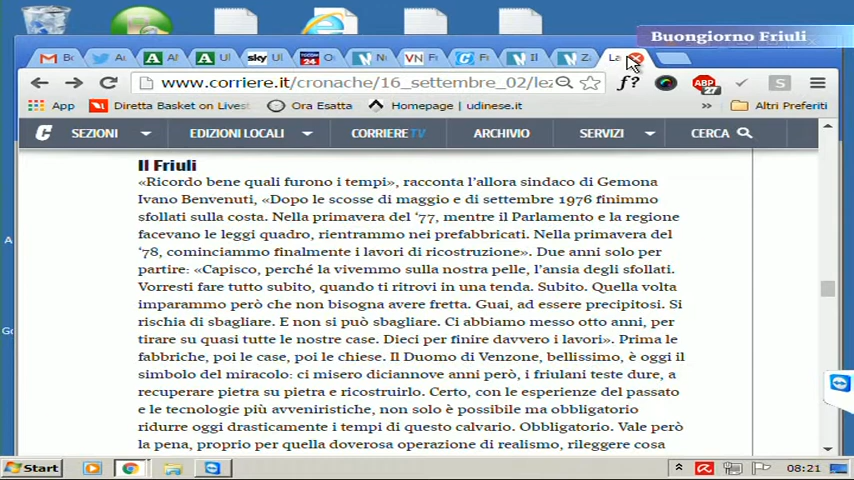 Buongiorno Friuli
sky
24
VN
www.corriere.it/cronache/16_settembre_02/lez
f?
ABP
27
S
App
Diretta Basket on Livest
Ora Esatta
Homepage | udinese.it
»
Altri Preferiti
C
SEZIONI
EDIZIONI LOCALI
CORRIERE TV
ARCHIVIO
SERVIZI
CERCA
Il Friuli
«Ricordo bene quali furono i tempi», racconta l'allora sindaco di Gemona
Ivano Benvenuti, «Dopo le scosse di maggio e di settembre 1976 finimmo
sfollati sulla costa. Nella primavera del '77, mentre il Parlamento e la regione
facevano le leggi quadro, rientrammo nei prefabbricati. Nella primavera del
'78, cominciammo finalmente i lavori di ricostruzione». Due anni solo per
partire: «Capisco, perché la vivemmo sulla nostra pelle, l'ansia degli sfollati.
Vorresti fare tutto subito, quando ti ritrovi in una tenda. Subito. Quella volta
imparammo però che non bisogna avere fretta. Guai, ad essere precipitosi. Si
rischia di sbagliare. E non si può sbagliare. Ci abbiamo messo otto anni, per
tirare su quasi tutte le nostre case. Dieci per finire davvero i lavori». Prima le
fabbriche, poi le case, poi le chiese. Il Duomo di Venzone, bellissimo, è oggi il
simbolo del miracolo: ci misero diciannove anni però, i friulani teste dure, a
recuperare pietra su pietra e ricostruirlo. Certo, con le esperienze del passato
e le tecnologie più avveniristiche, non solo è possibile ma obbligatorio
ridurre oggi drasticamente i tempi di questo calvario. Obbligatorio. Vale però
la pena, proprio per quella doverosa operazione di realismo, rileggere cosa
Start
08:21